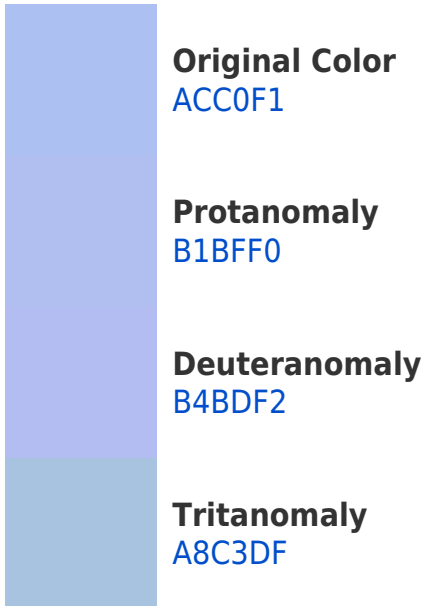 Original Color
ACC0F1
Protanomaly
B1BFF0
Deuteranomaly
B4BDF2
Tritanomaly
A8C3DF